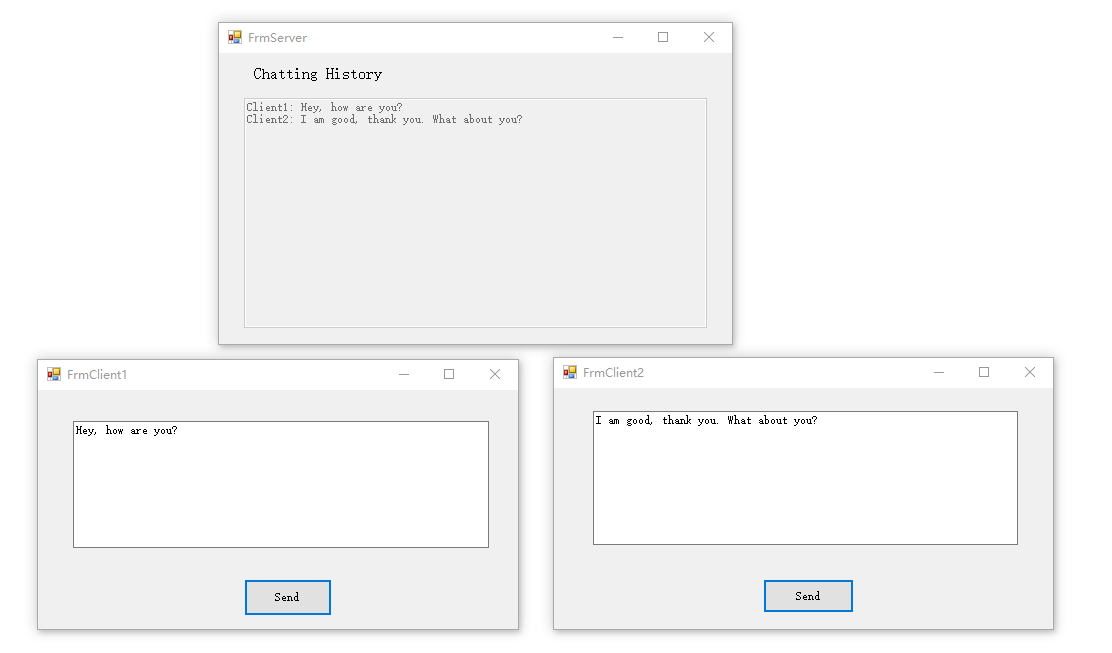 FrmServer
Chatting History
Client1: Hey, how are you?
Client2: I am good, thank you. What about you?
FrmClient1
Hey, how are you?
Send
FrmClient2
I am good, thank you. What about you?
Send